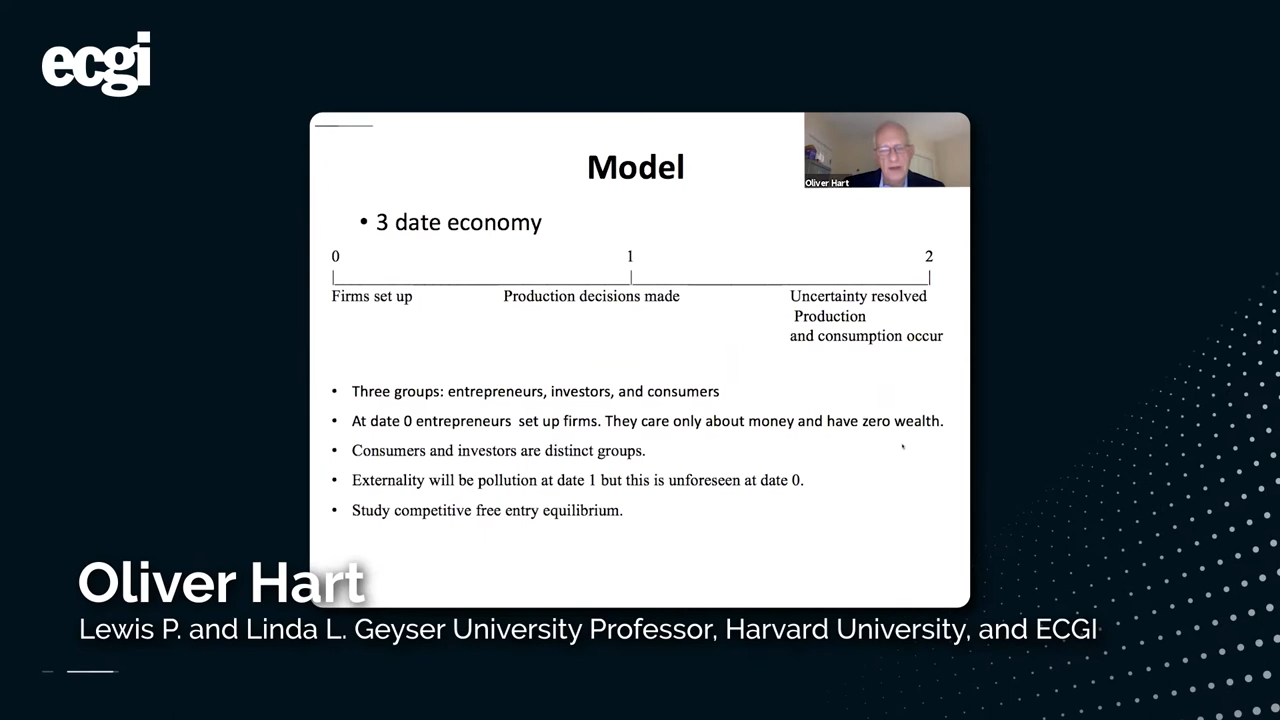 ecgi
Model
Oliver Hart
• 3 date economy
0 1 2
Firms set up Production decisions made Uncertainty resolved
Production
and consumption occur
• Three groups: entrepreneurs, investors, and consumers
• At date 0 entrepreneurs set up firms. They care only about money and have zero wealth.
• Consumers and investors are distinct groups.
• Externality will be pollution at date 1 but this is unforeseen at date 0.
• Study competitive free entry equilibrium.
Oliver Hart
Lewis P. and Linda L. Geyser University Professor, Harvard University, and ECGI